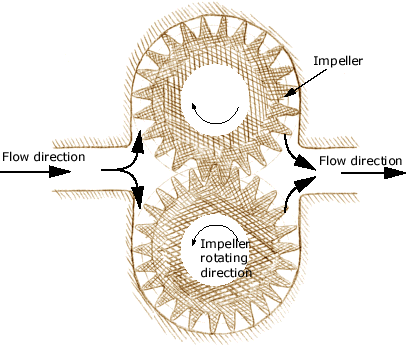 Impeller
Flow direction
Flow direction
Impeller
rotating
direction